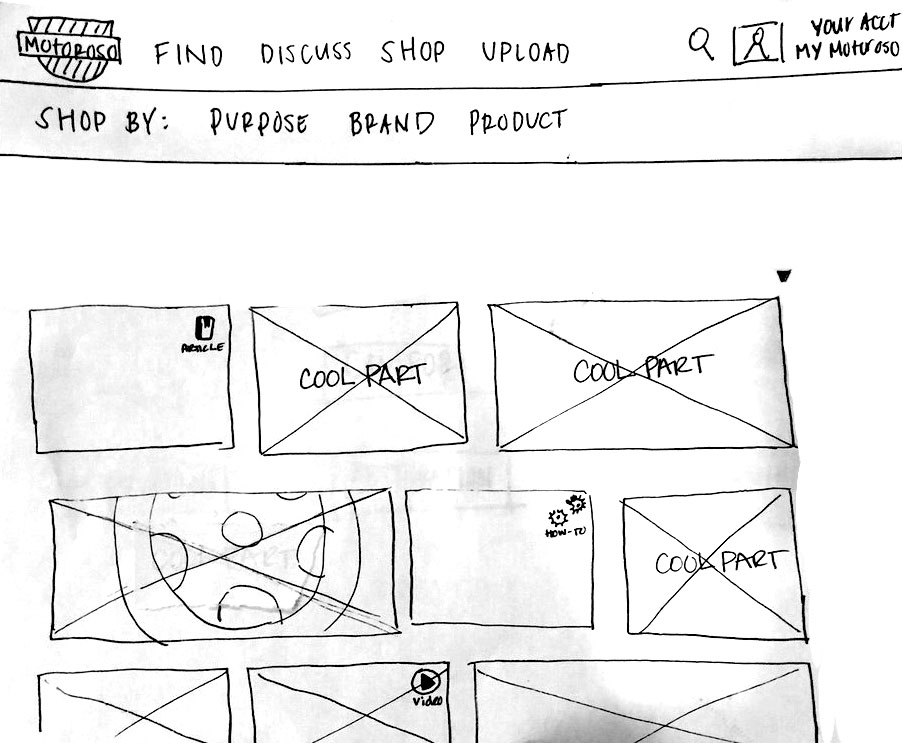 MOTOROSO FIND DISCUSS SHOP UPLOAD
YOUR ACCT
MY MOTOROSO
SHOP BY: PURPOSE BRAND PRODUCT
ARTICLE
COOL PART
COOL PART
HOW-TO
COOL PART
Video